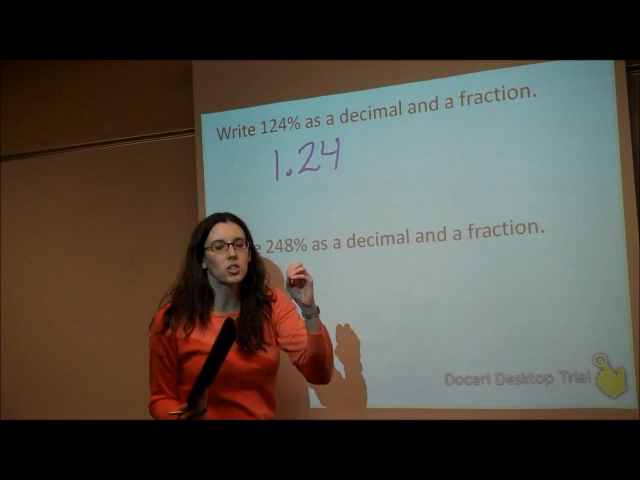 Write 124% as a decimal and a fraction.
1.24
248% as a decimal and a fraction.
Doceri Desktop Trial